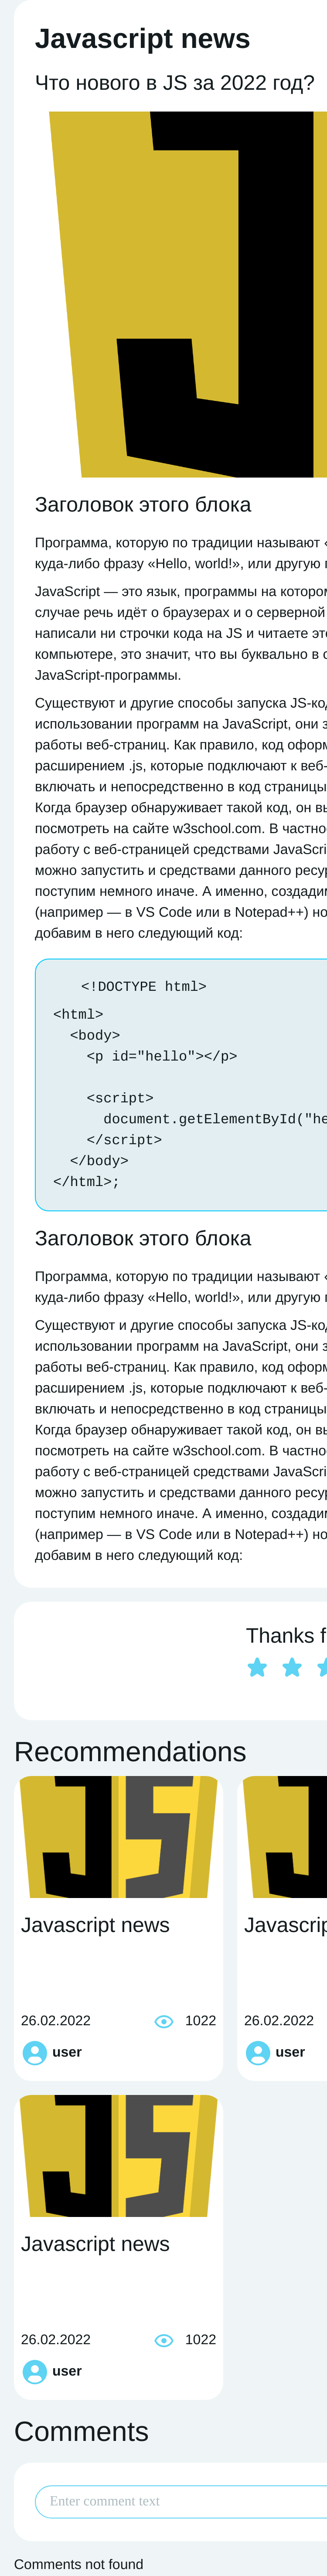 Javascript news
Что нового в JS за 2022 год?
Заголовок этого блока
Программа, которую по традиции называют «
куда-либо фразу «Hello, world!», или другую
JavaScript — это язык, программы на которо
случае речь идёт о браузерах и о серверной
написали ни строчки кода на JS и читаете эт
компьютере, это значит, что вы буквально в
JavaScript-программы.
Существуют и другие способы запуска JS-ко
использовании программ на JavaScript, они з
работы веб-страниц. Как правило, код оформ
расширением .js, которые подключают к веб-
включать и непосредственно в код страницы
Когда браузер обнаруживает такой код, он в
посмотреть на сайте w3school.com. В частно
работу с веб-страницей средствами JavaScri
можно запустить и средствами данного ресур
поступим немного иначе. А именно, создадим
(например — в VS Code или в Notepad++) но
добавим в него следующий код:
<!DOCTYPE html>
<html>
<body>
<p id="hello"></p>
<script>
document.getElementById("he
</script>
</body>
</html>;
Заголовок этого блока
Программа, которую по традиции называют «
куда-либо фразу «Hello, world!», или другую
Существуют и другие способы запуска JS-ко
использовании программ на JavaScript, они з
работы веб-страниц. Как правило, код оформ
расширением .js, которые подключают к веб-
включать и непосредственно в код страницы
Когда браузер обнаруживает такой код, он в
посмотреть на сайте w3school.com. В частно
работу с веб-страницей средствами JavaScri
можно запустить и средствами данного ресур
поступим немного иначе. А именно, создадим
(например — в VS Code или в Notepad++) но
добавим в него следующий код:
Thanks f
Recommendations
JS
Javascript news Javascrip
26.02.2022 1022 26.02.2022
user user
JS
Javascript news
26.02.2022 1022
user
Comments
Enter comment text
Comments not found